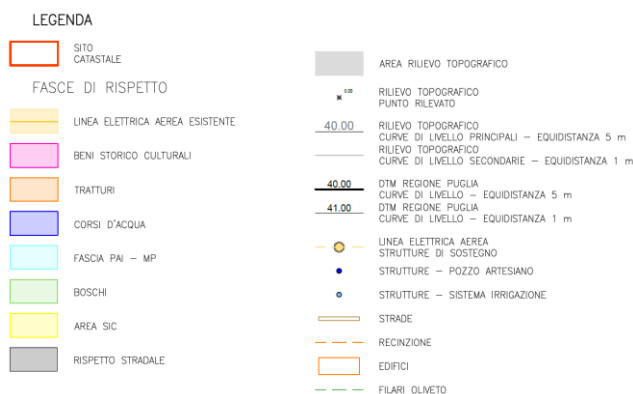 LEGENDA
SITO
CATASTALE
FASCE DI RISPETTO
LINEA ELETTRICA AEREA ESISTENTE
BENI STORICO CULTURALI
TRATTURI
CORSI D'ACQUA
FASCIA PAI – MP
BOSCHI
AREA SIC
RISPETTO STRADALE
AREA RILIEVO TOPOGRAFICO
0.00
RILIEVO TOPOGRAFICO
PUNTO RILEVATO
40.00
RILIEVO TOPOGRAFICO
CURVE DI LIVELLO PRINCIPALI – EQUIDISTANZA 5 m
RILIEVO TOPOGRAFICO
CURVE DI LIVELLO SECONDARIE – EQUIDISTANZA 1 m
40.00
DTM REGIONE PUGLIA
CURVE DI LIVELLO – EQUIDISTANZA 5 m
41.00
DTM REGIONE PUGLIA
CURVE DI LIVELLO – EQUIDISTANZA 1 m
LINEA ELETTRICA AEREA
STRUTTURE DI SOSTEGNO
STRUTTURE – POZZO ARTESIANO
STRUTTURE – SISTEMA IRRIGAZIONE
STRADE
RECINZIONE
EDIFICI
FILARI OLIVETO